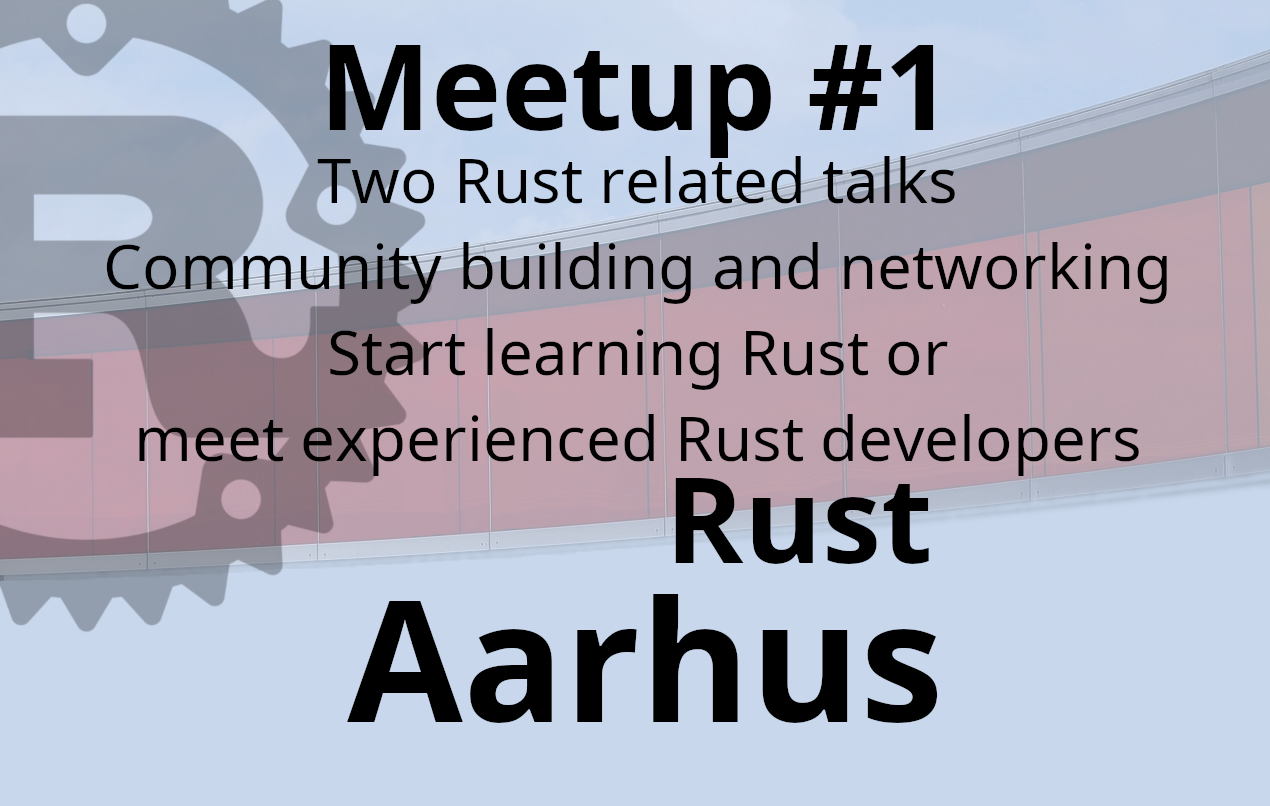 Meetup #1
Two Rust related talks
Community building and networking
Start learning Rust or
meet experienced Rust developers
Rust
Aarhus